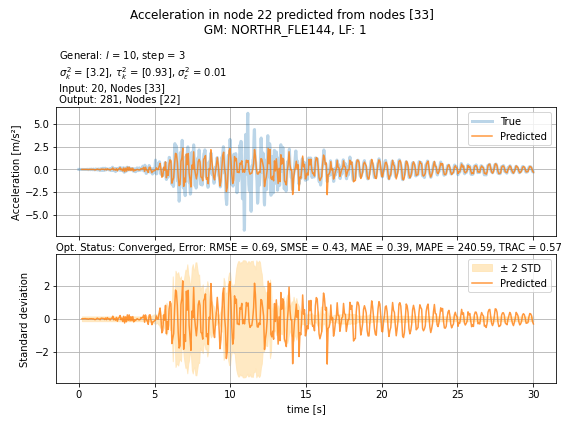 Acceleration in node 22 predicted from nodes [33]
GM: NORTHR_FLE144, LF: 1
General: l = 10, step = 3
σ²ₖ = [3.2], τ²ₖ = [0.93], σ²ε = 0.01
Input: 20, Nodes [33]
Output: 281, Nodes [22]
Acceleration [m/s²]
5.0
2.5
0.0
−2.5
−5.0
True
Predicted
Opt. Status: Converged, Error: RMSE = 0.69, SMSE = 0.43, MAE = 0.39, MAPE = 240.59, TRAC = 0.57
Standard deviation
2
0
−2
± 2 STD
Predicted
0 5 10 15 20 25 30
time [s]